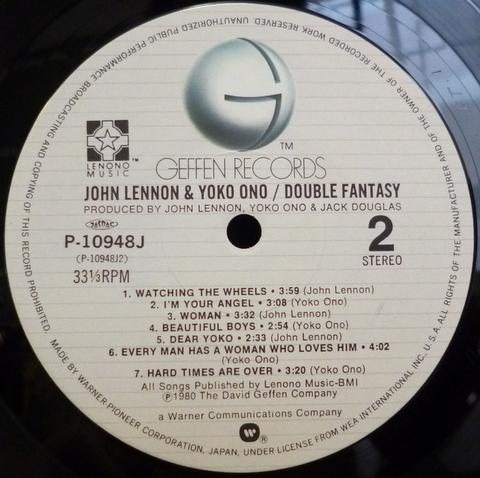 UNAUTHORIZED PUBLIC PERFORMANCE BROADCASTING AND COPYING OF THIS RECORD PROHIBITED.
ALL RIGHTS OF THE MANUFACTURER AND OF THE OWNER OF THE RECORDED WORK RESERVED.
G
TM
LENONO
MUSIC
TM
GEFFEN RECORDS
JOHN LENNON & YOKO ONO / DOUBLE FANTASY
PRODUCED BY JOHN LENNON, YOKO ONO & JACK DOUGLAS
P-10948J
(P-10948J2)
33⅓RPM
2
STEREO
1. WATCHING THE WHEELS • 3:59 (John Lennon)
2. I'M YOUR ANGEL • 3:08 (Yoko Ono)
3. WOMAN • 3:32 (John Lennon)
4. BEAUTIFUL BOYS • 2:54 (Yoko Ono)
5. DEAR YOKO • 2:33 (John Lennon)
6. EVERY MAN HAS A WOMAN WHO LOVES HIM • 4:02
(Yoko Ono)
7. HARD TIMES ARE OVER • 3:20 (Yoko Ono)
All Songs Published by Lenono Music-BMI
℗1980 The David Geffen Company
a Warner Communications Company
W®
MADE BY WARNER PIONEER CORPORATION, JAPAN, UNDER LICENSE FROM WEA INTERNATIONAL INC. U.S.A.